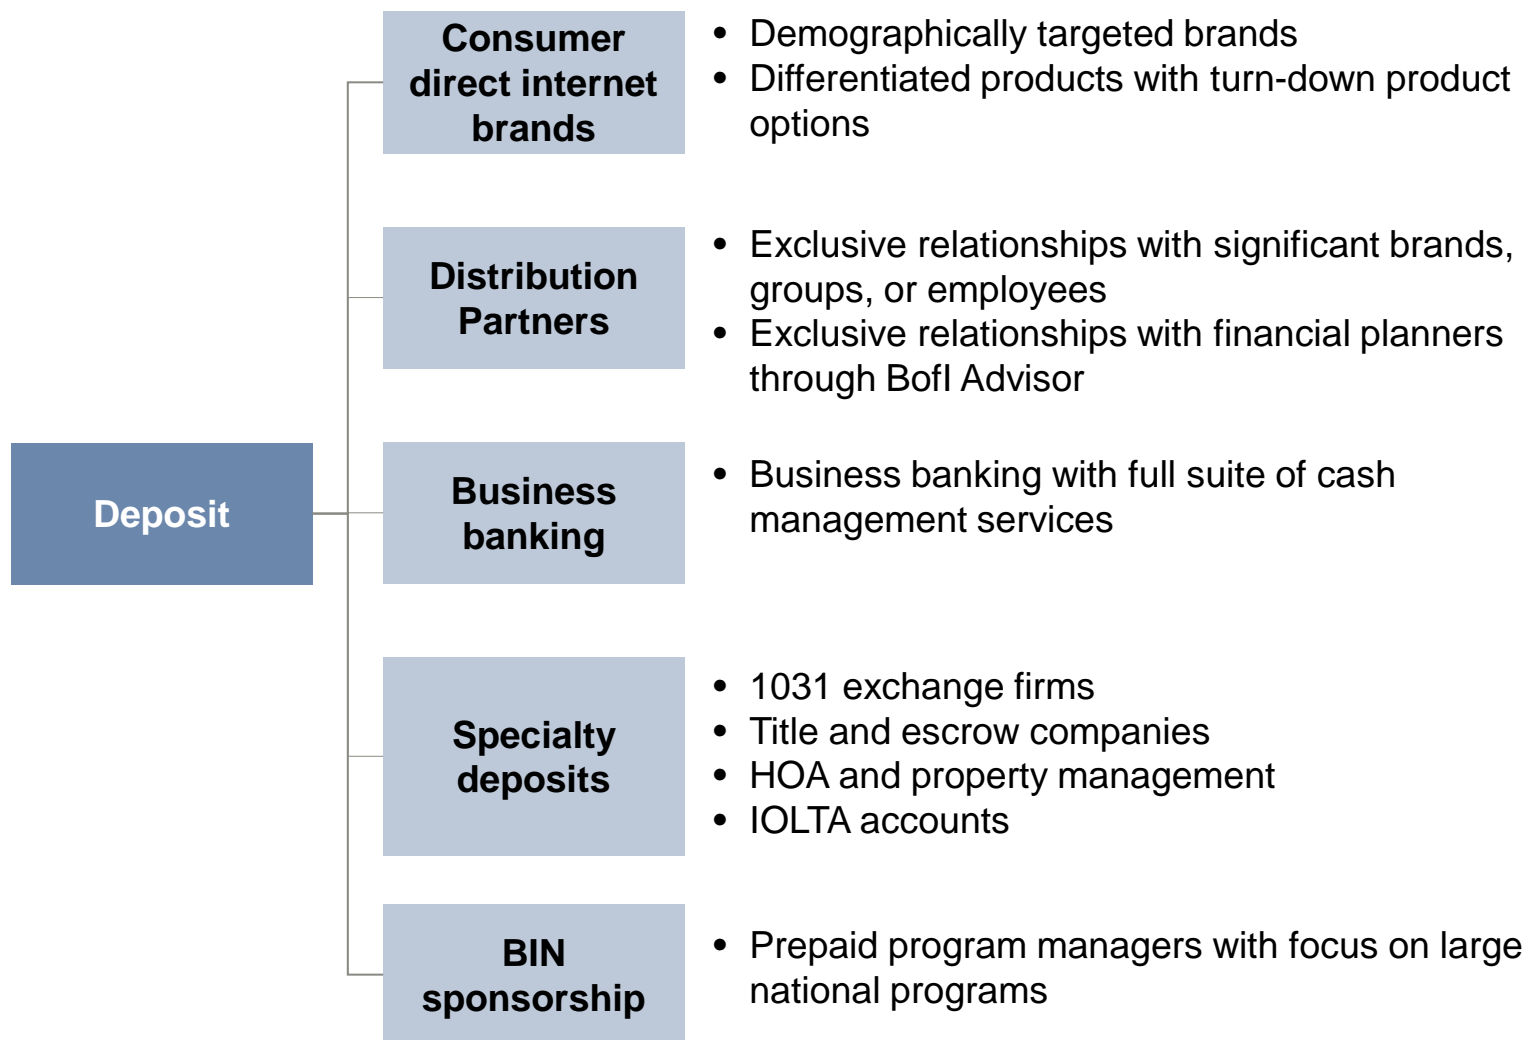 Consumer
direct internet
brands
• Demographically targeted brands
• Differentiated products with turn-down product
options
Distribution
Partners
• Exclusive relationships with significant brands,
groups, or employees
• Exclusive relationships with financial planners
through BofI Advisor
Deposit
Business
banking
• Business banking with full suite of cash
management services
Specialty
deposits
• 1031 exchange firms
• Title and escrow companies
• HOA and property management
• IOLTA accounts
BIN
sponsorship
• Prepaid program managers with focus on large
national programs